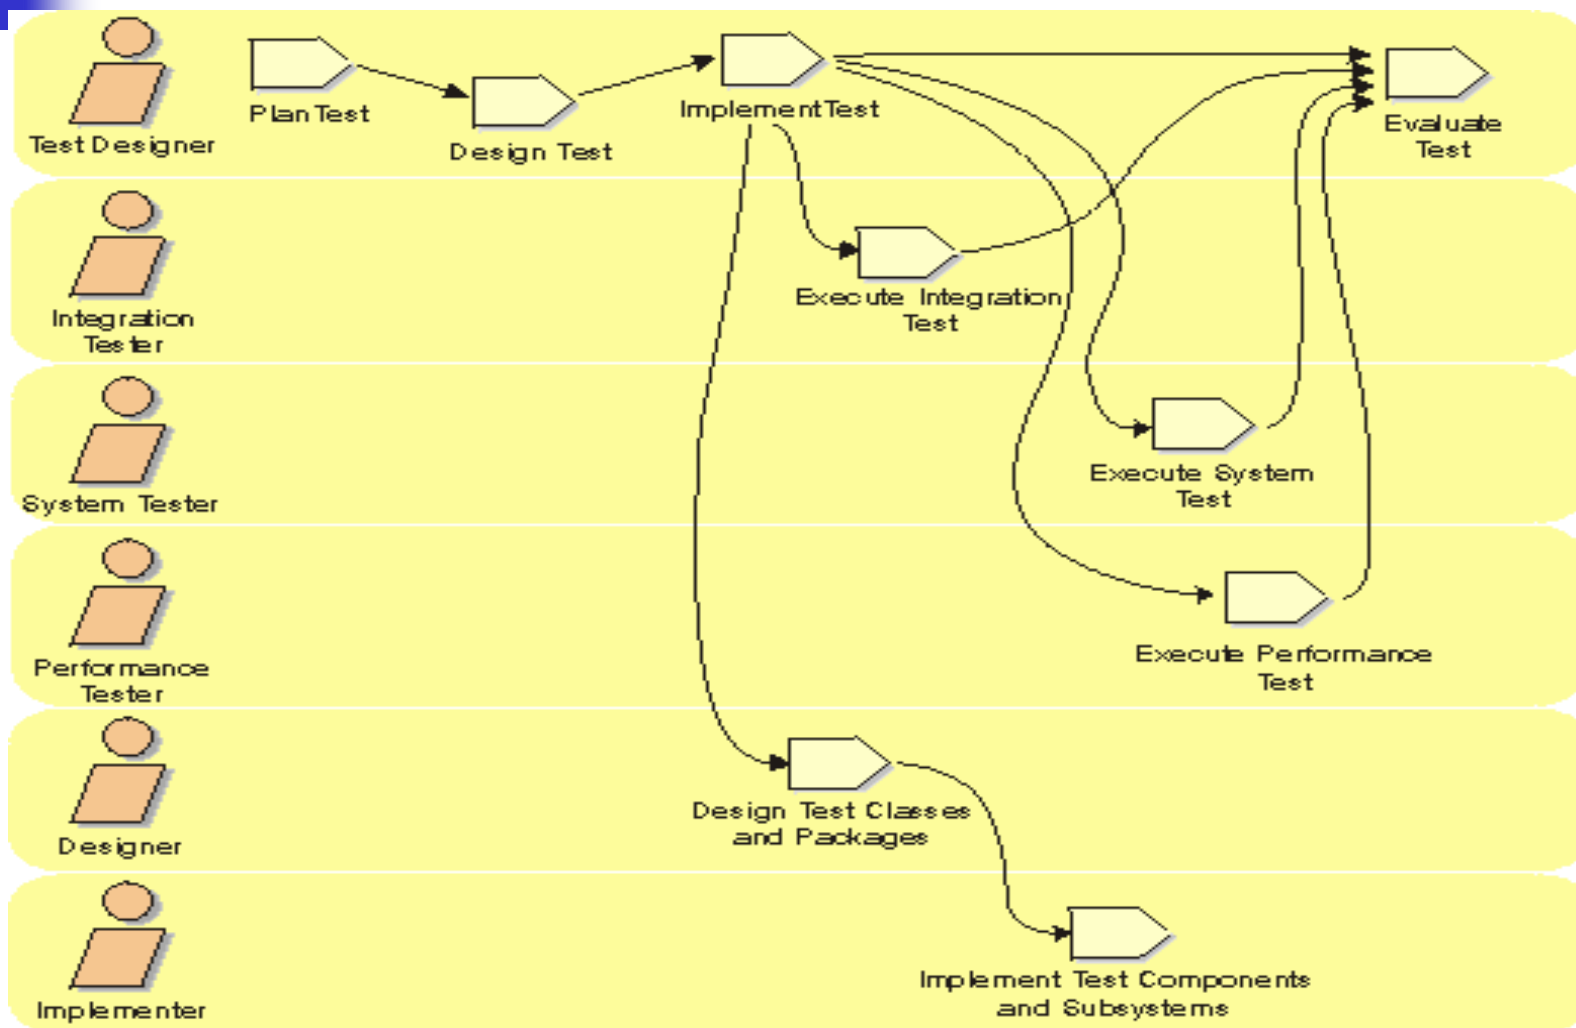 Test Designer
Plan Test
Design Test
Implement Test
Evaluate
Test
Integration
Tester
Execute Integration
Test
System Tester
Execute System
Test
Performance
Tester
Execute Performance
Test
Designer
Design Test Classes
and Packages
Implementer
Implement Test Components
and Subsystems